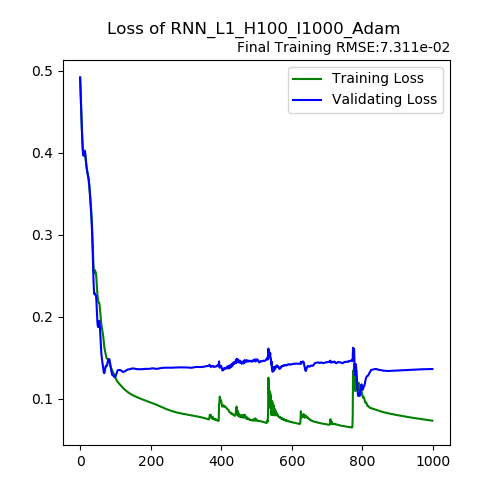 Loss of RNN_L1_H100_I1000_Adam
Final Training RMSE:7.311e-02
Training Loss
Validating Loss
0.5
0.4
0.3
0.2
0.1
0 200 400 600 800 1000